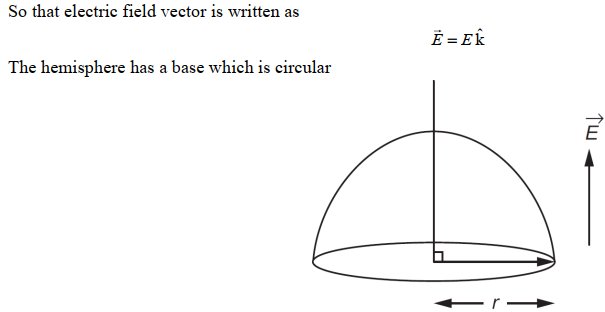 So that electric field vector is written as
$\vec{E} = E\hat{k}$
The hemisphere has a base which is circular
$\vec{E}$
r